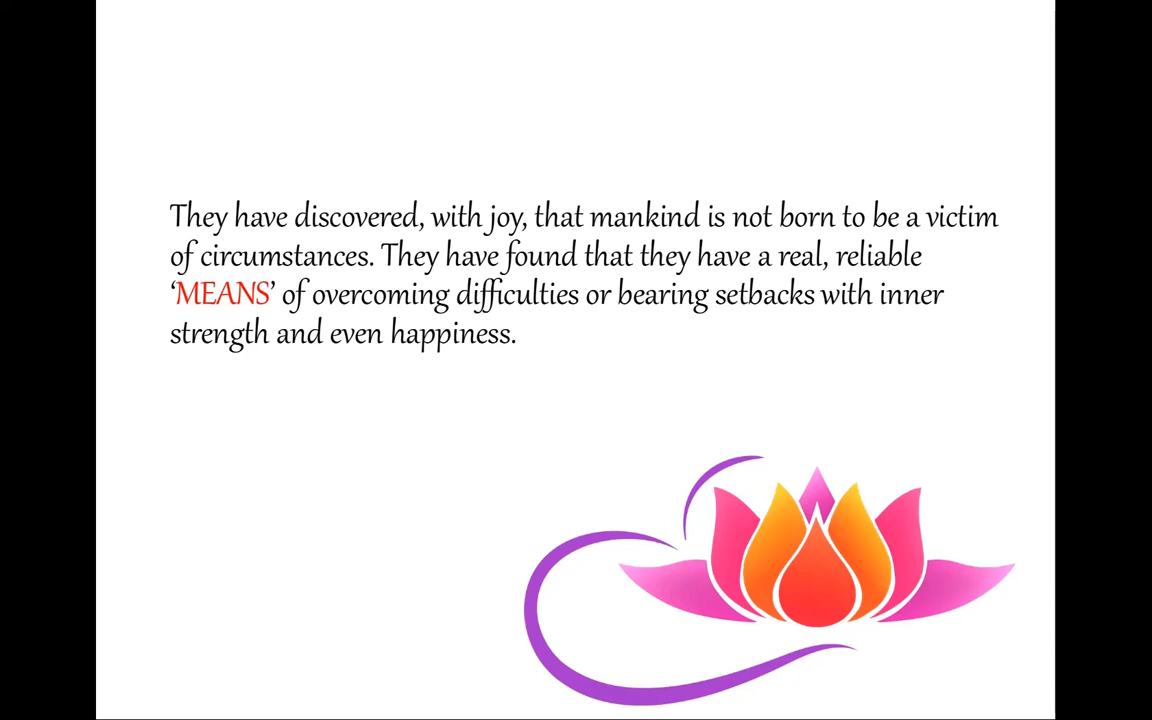 They have discovered, with joy, that mankind is not born to be a victim
of circumstances. They have found that they have a real, reliable
‘MEANS’ of overcoming difficulties or bearing setbacks with inner
strength and even happiness.